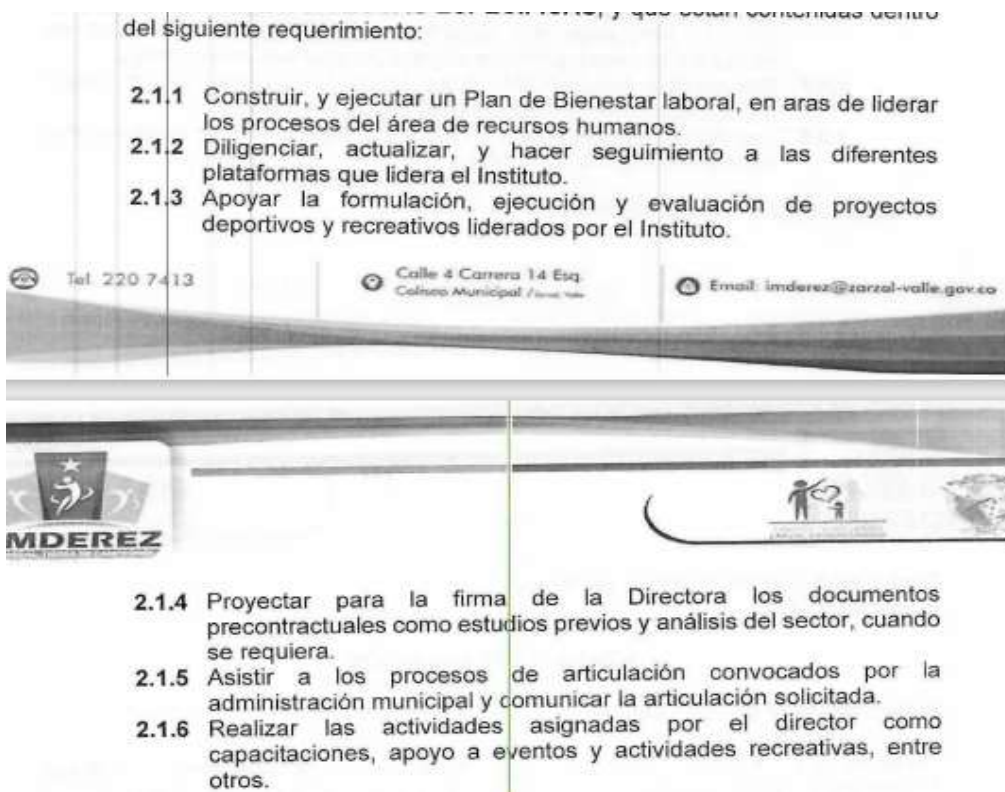 del siguiente requerimiento:
2.1.1 Construir, y ejecutar un Plan de Bienestar laboral, en aras de liderar
los procesos del área de recursos humanos.
2.1.2 Diligenciar, actualizar, y hacer seguimiento a las diferentes
plataformas que lidera el Instituto.
2.1.3 Apoyar la formulación, ejecución y evaluación de proyectos
deportivos y recreativos liderados por el Instituto.
Tel. 220 7413
Calle 4 Carrera 14 Esq.
Coliseo Municipal /
Email: imderez@zarzal-valle.gov.co
MDEREZ
2.1.4 Proyectar para la firma de la Directora los documentos
precontractuales como estudios previos y análisis del sector, cuando
se requiera.
2.1.5 Asistir a los procesos de articulación convocados por la
administración municipal y comunicar la articulación solicitada.
2.1.6 Realizar las actividades asignadas por el director como
capacitaciones, apoyo a eventos y actividades recreativas, entre
otros.